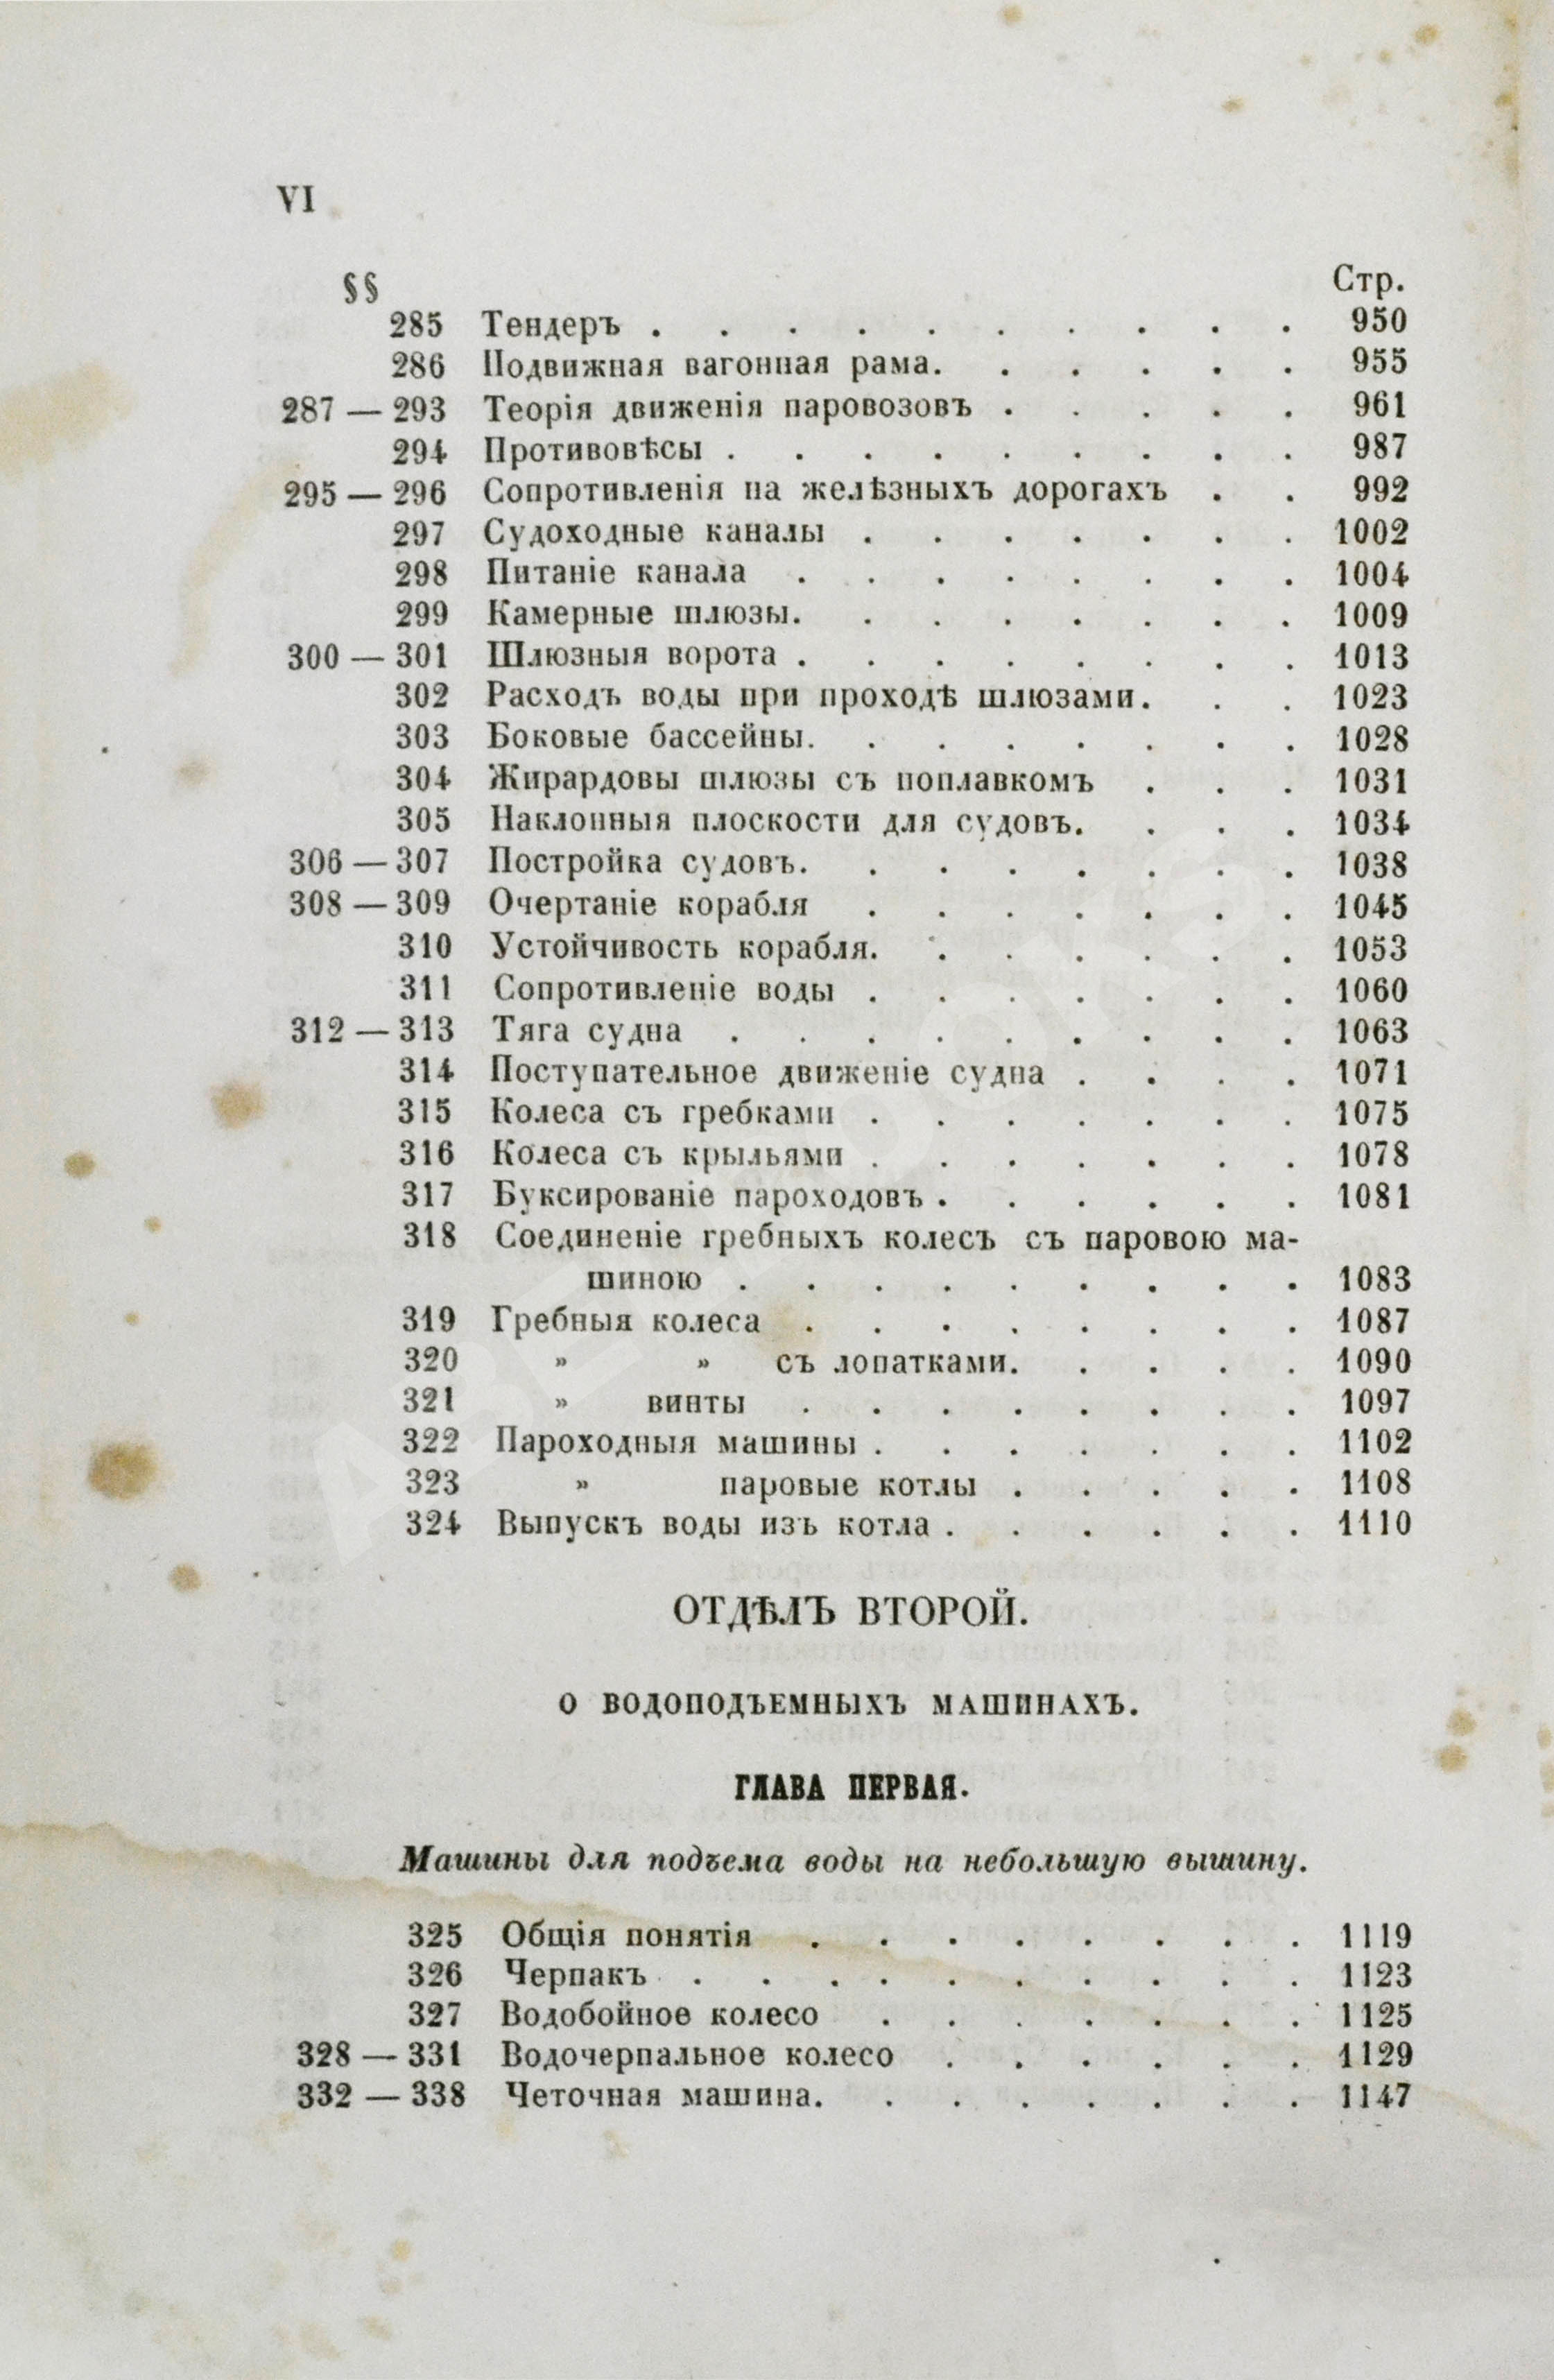 VI
§§ Стр.
285 Тендеръ . . . . . . . . . . 950
286 Подвижная вагонная рама. . . . . . 955
287 — 293 Теорія движенія паровозовъ . . . . . 961
294 Противовѣсы . . . . . . . . . 987
295 — 296 Сопротивленія на желѣзныхъ дорогахъ . . 992
297 Судоходные каналы . . . . . . . 1002
298 Питаніе канала . . . . . . . . 1004
299 Камерные шлюзы. . . . . . . . 1009
300 — 301 Шлюзныя ворота . . . . . . . . 1013
302 Расходъ воды при проходѣ шлюзами. . . 1023
303 Боковые бассейны. . . . . . . . 1028
304 Жирардовы шлюзы съ поплавкомъ . . . 1031
305 Наклонныя плоскости для судовъ. . . . 1034
306 — 307 Постройка судовъ. . . . . . . . 1038
308 — 309 Очертаніе корабля . . . . . . . 1045
310 Устойчивость корабля. . . . . . . 1053
311 Сопротивленіе воды . . . . . . . 1060
312 — 313 Тяга судна . . . . . . . . . 1063
314 Поступательное движеніе судна . . . . 1071
315 Колеса съ гребками . . . . . . . 1075
316 Колеса съ крыльями . . . . . . . 1078
317 Буксированіе пароходовъ . . . . . . 1081
318 Соединеніе гребныхъ колесъ съ паровою ма-
шиною . . . . . . . . . 1083
319 Гребныя колеса . . . . . . . . 1087
320 » » съ лопатками. . . . . 1090
321 » винты . . . . . . . . 1097
322 Пароходныя машины . . . . . . . 1102
323 » паровые котлы . . . . . 1108
324 Выпускъ воды изъ котла . . . . . . 1110
ОТДѢЛЪ ВТОРОЙ.
О ВОДОПОДЪЕМНЫХЪ МАШИНАХЪ.
ГЛАВА ПЕРВАЯ.
Машины для подъема воды на небольшую вышину.
325 Общія понятія . . . . . . . . 1119
326 Черпакъ . . . . . . . . . . 1123
327 Водобойное колесо . . . . . . . 1125
328 — 331 Водочерпальное колесо . . . . . . 1129
332 — 338 Четочная машина. . . . . . . . 1147